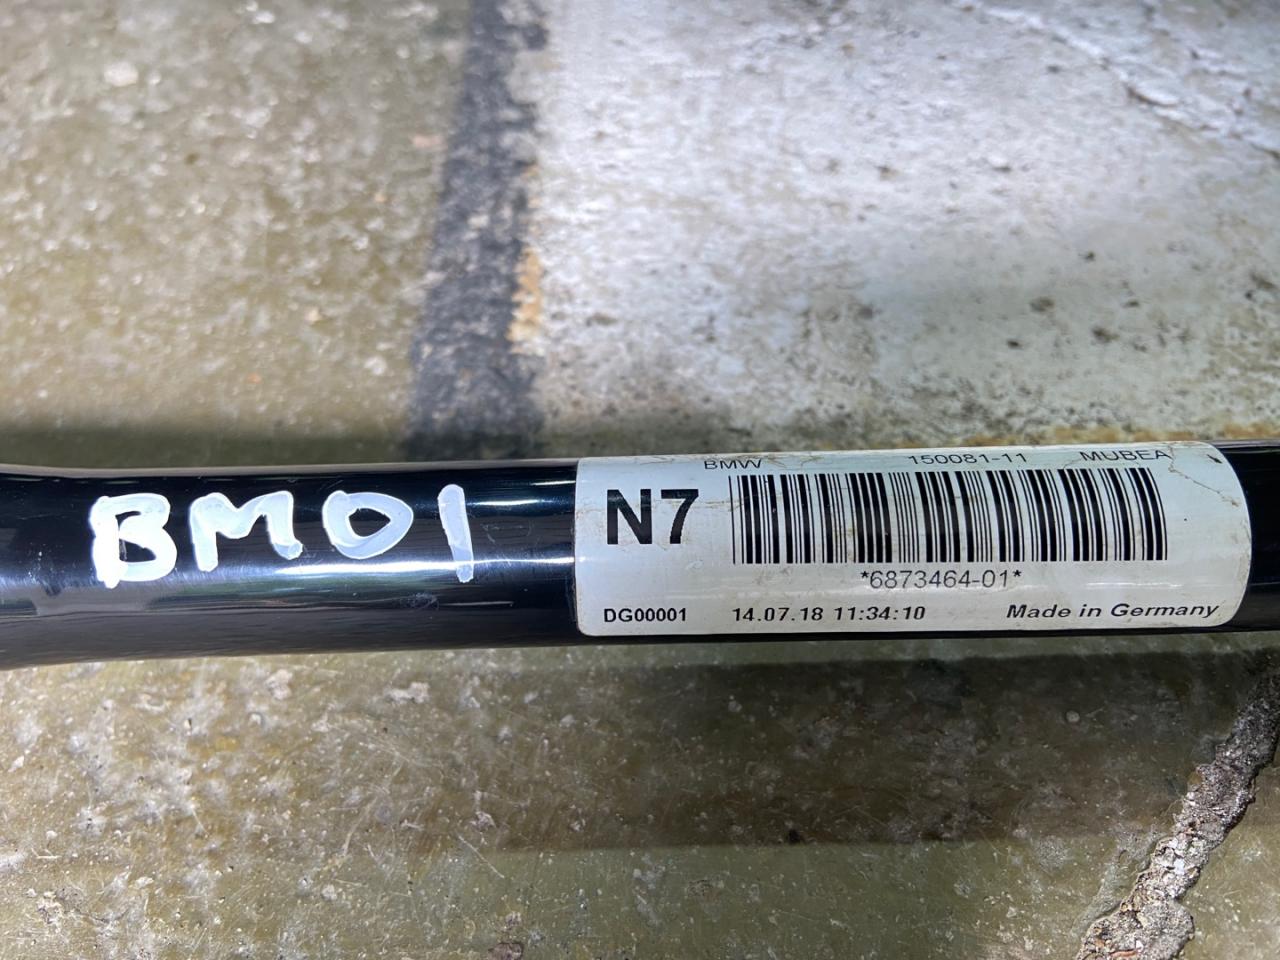 BM01
BMW 150081-11 MUBEA
N7
*6873464-01*
DG00001 14.07.18 11:34:10 Made in Germany